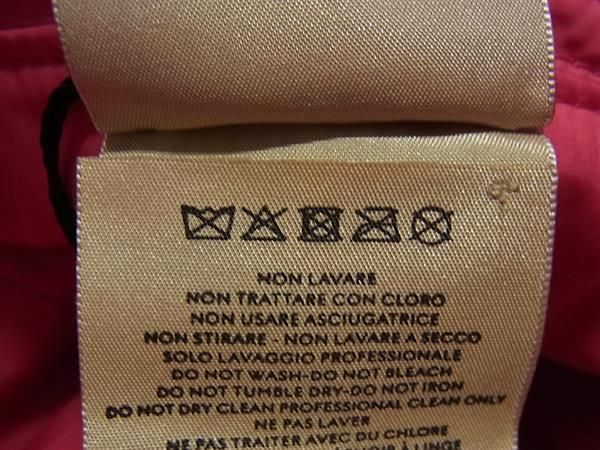 NON LAVARE
NON TRATTARE CON CLORO
NON USARE ASCIUGATRICE
NON STIRARE - NON LAVARE A SECCO
SOLO LAVAGGIO PROFESSIONALE
DO NOT WASH-DO NOT BLEACH
DO NOT TUMBLE DRY-DO NOT IRON
DO NOT DRY CLEAN PROFESSIONAL CLEAN ONLY
NE PAS LAVER
NE PAS TRAITER AVEC DU CHLORE
À LINGE